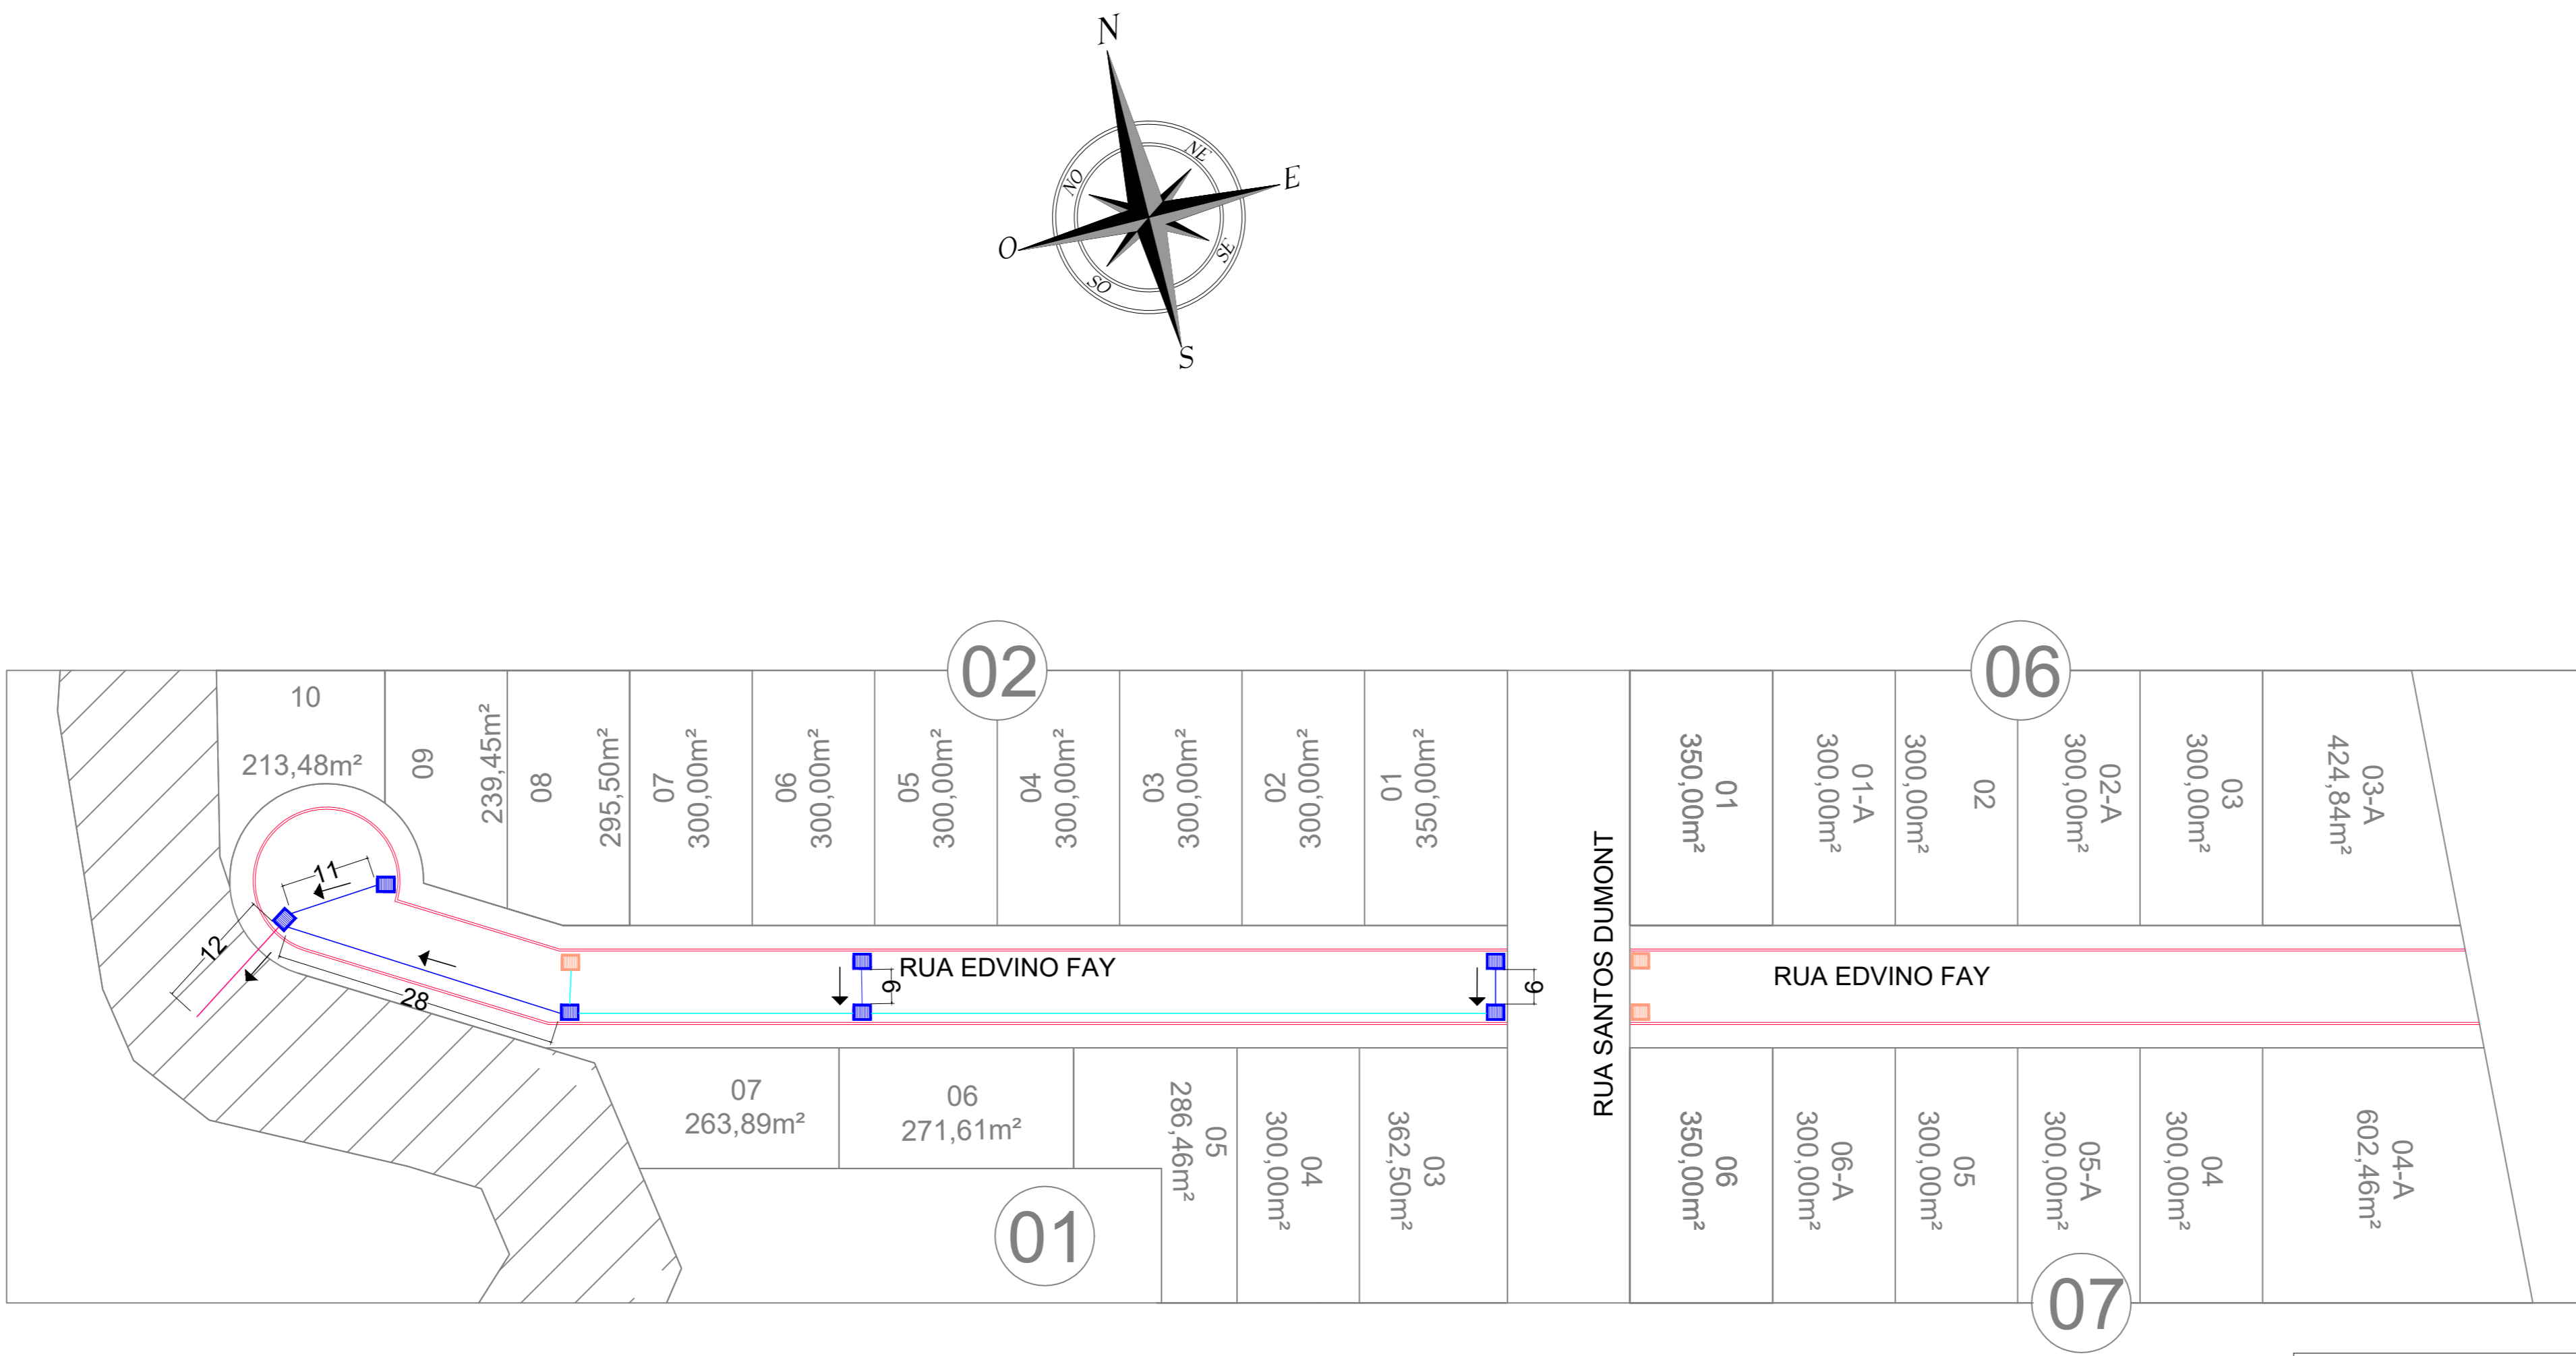 N
NE
E
NO
O
SE
SO
S
02
06
10
213,48m²
09
239,45m²
08
295,50m²
07
300,00m²
06
300,00m²
05
300,00m²
04
300,00m²
03
300,00m²
02
300,00m²
01
350,00m²
01
350,00m²
01-A
300,00m²
02
300,00m²
02-A
300,00m²
03
300,00m²
03-A
424,84m²
11
12
28
RUA EDVINO FAY
9
9
RUA SANTOS DUMONT
RUA EDVINO FAY
07
263,89m²
06
271,61m²
05
286,46m²
04
300,00m²
03
362,50m²
06
350,00m²
06-A
300,00m²
05
300,00m²
05-A
300,00m²
04
300,00m²
04-A
602,46m²
01
07